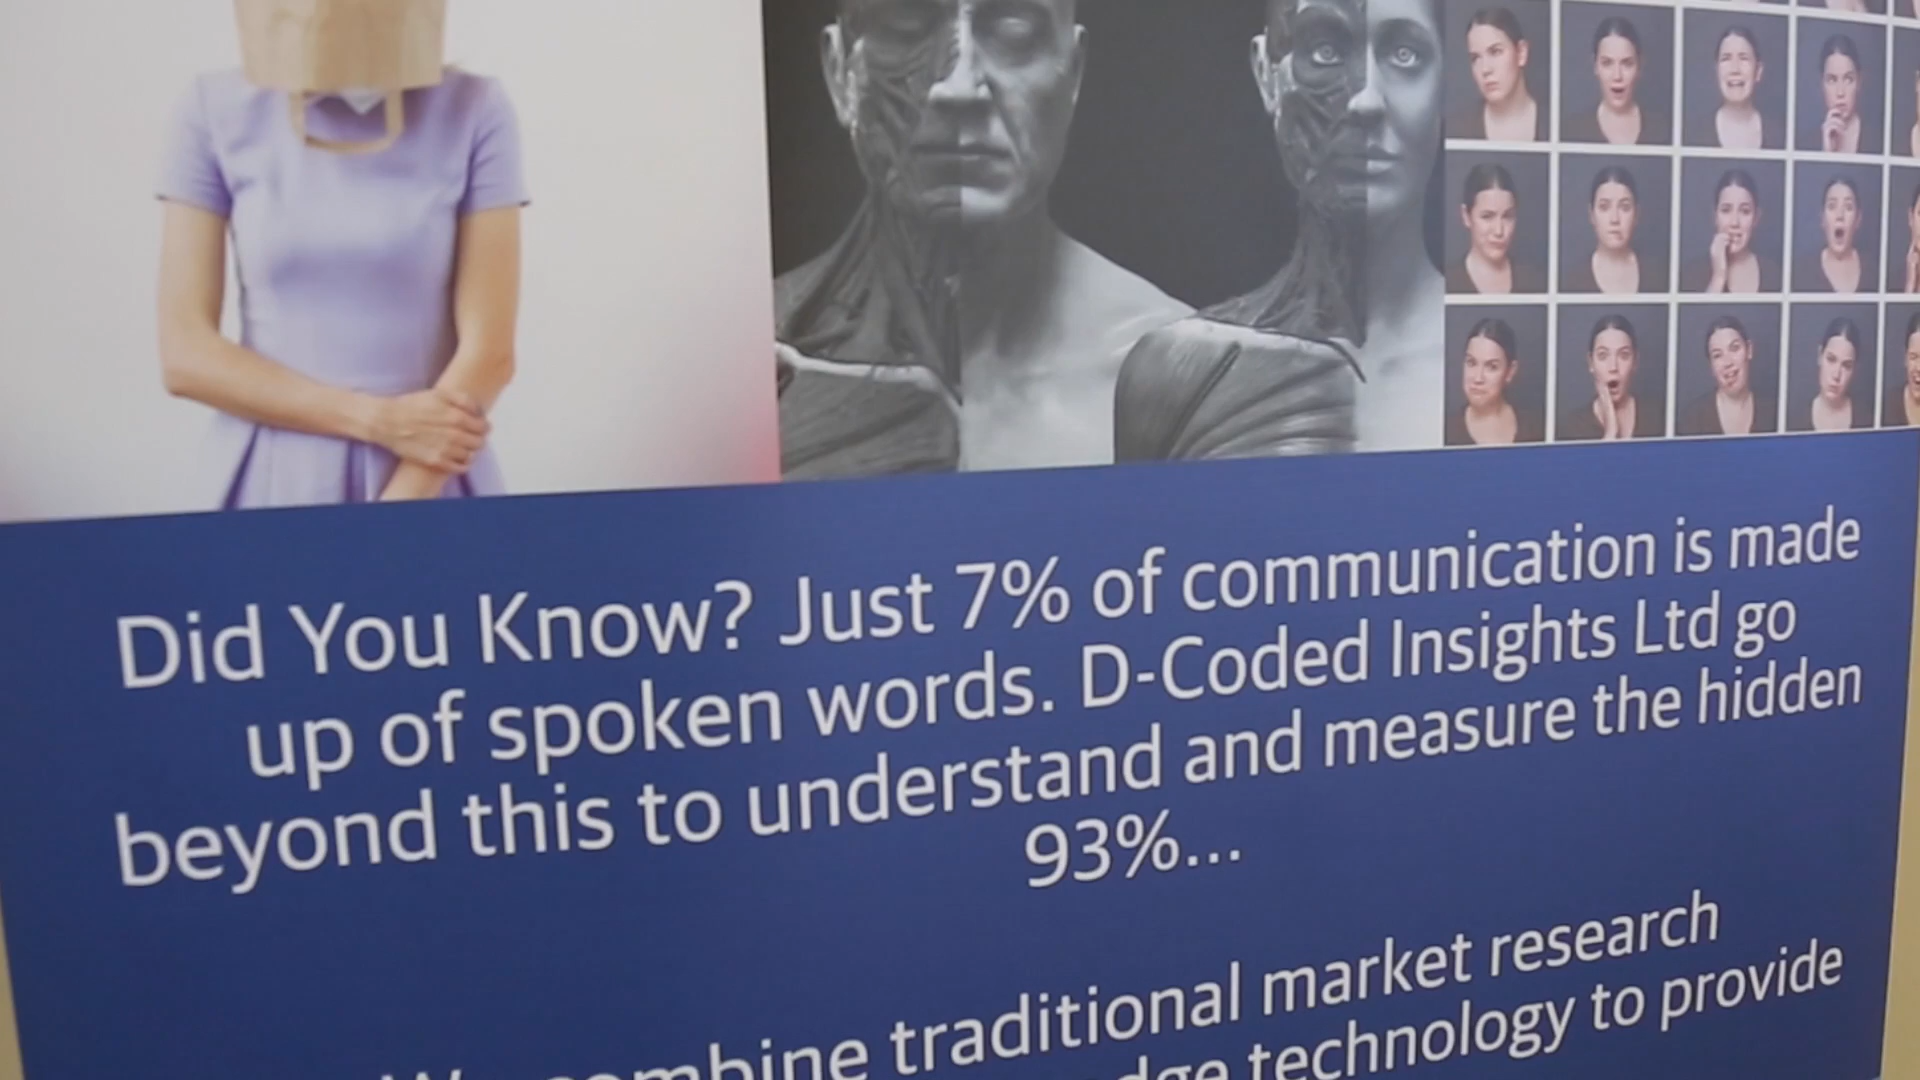 Did You Know? Just 7% of communication is made
up of spoken words. D-Coded Insights Ltd go
beyond this to understand and measure the hidden
93%...
combine traditional market research
technology to provide